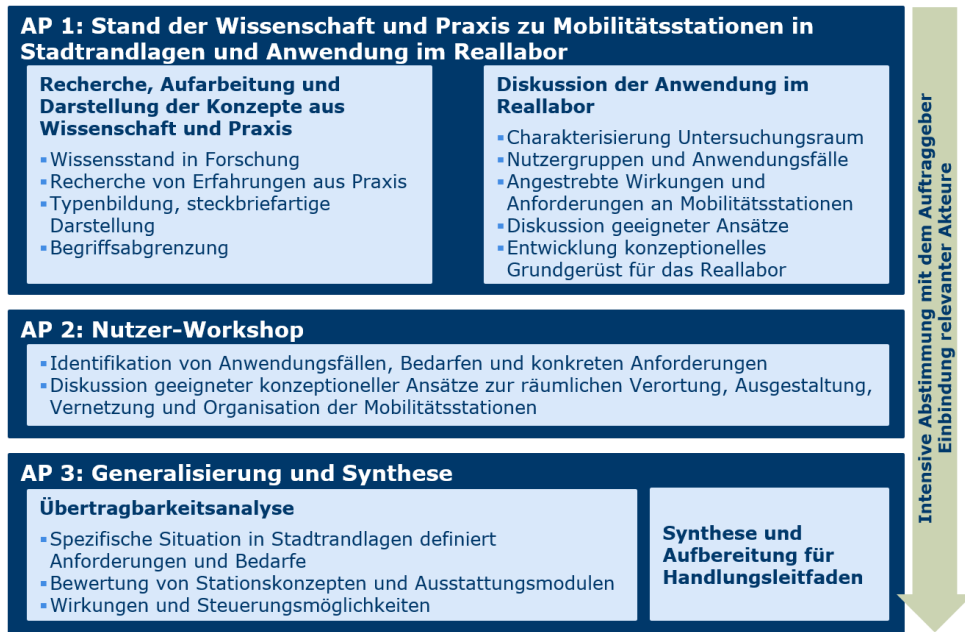 AP 1: Stand der Wissenschaft und Praxis zu Mobilitätsstationen in
Stadtrandlagen und Anwendung im Reallabor
Recherche, Aufarbeitung und
Darstellung der Konzepte aus
Wissenschaft und Praxis
▪Wissensstand in Forschung
▪Recherche von Erfahrungen aus Praxis
▪Typenbildung, steckbriefartige
Darstellung
▪Begriffsabgrenzung
Diskussion der Anwendung im
Reallabor
▪Charakterisierung Untersuchungsraum
▪Nutzergruppen und Anwendungsfälle
▪Angestrebte Wirkungen und
Anforderungen an Mobilitätsstationen
▪Diskussion geeigneter Ansätze
▪Entwicklung konzeptionelles
Grundgerüst für das Reallabor
AP 2: Nutzer-Workshop
▪Identifikation von Anwendungsfällen, Bedarfen und konkreten Anforderungen
▪Diskussion geeigneter konzeptioneller Ansätze zur räumlichen Verortung, Ausgestaltung,
Vernetzung und Organisation der Mobilitätsstationen
AP 3: Generalisierung und Synthese
Übertragbarkeitsanalyse
▪Spezifische Situation in Stadtrandlagen definiert
Anforderungen und Bedarfe
▪Bewertung von Stationskonzepten und Ausstattungsmodulen
▪Wirkungen und Steuerungsmöglichkeiten
Synthese und
Aufbereitung für
Handlungsleitfaden
Intensive Abstimmung mit dem Auftraggeber
Einbindung relevanter Akteure